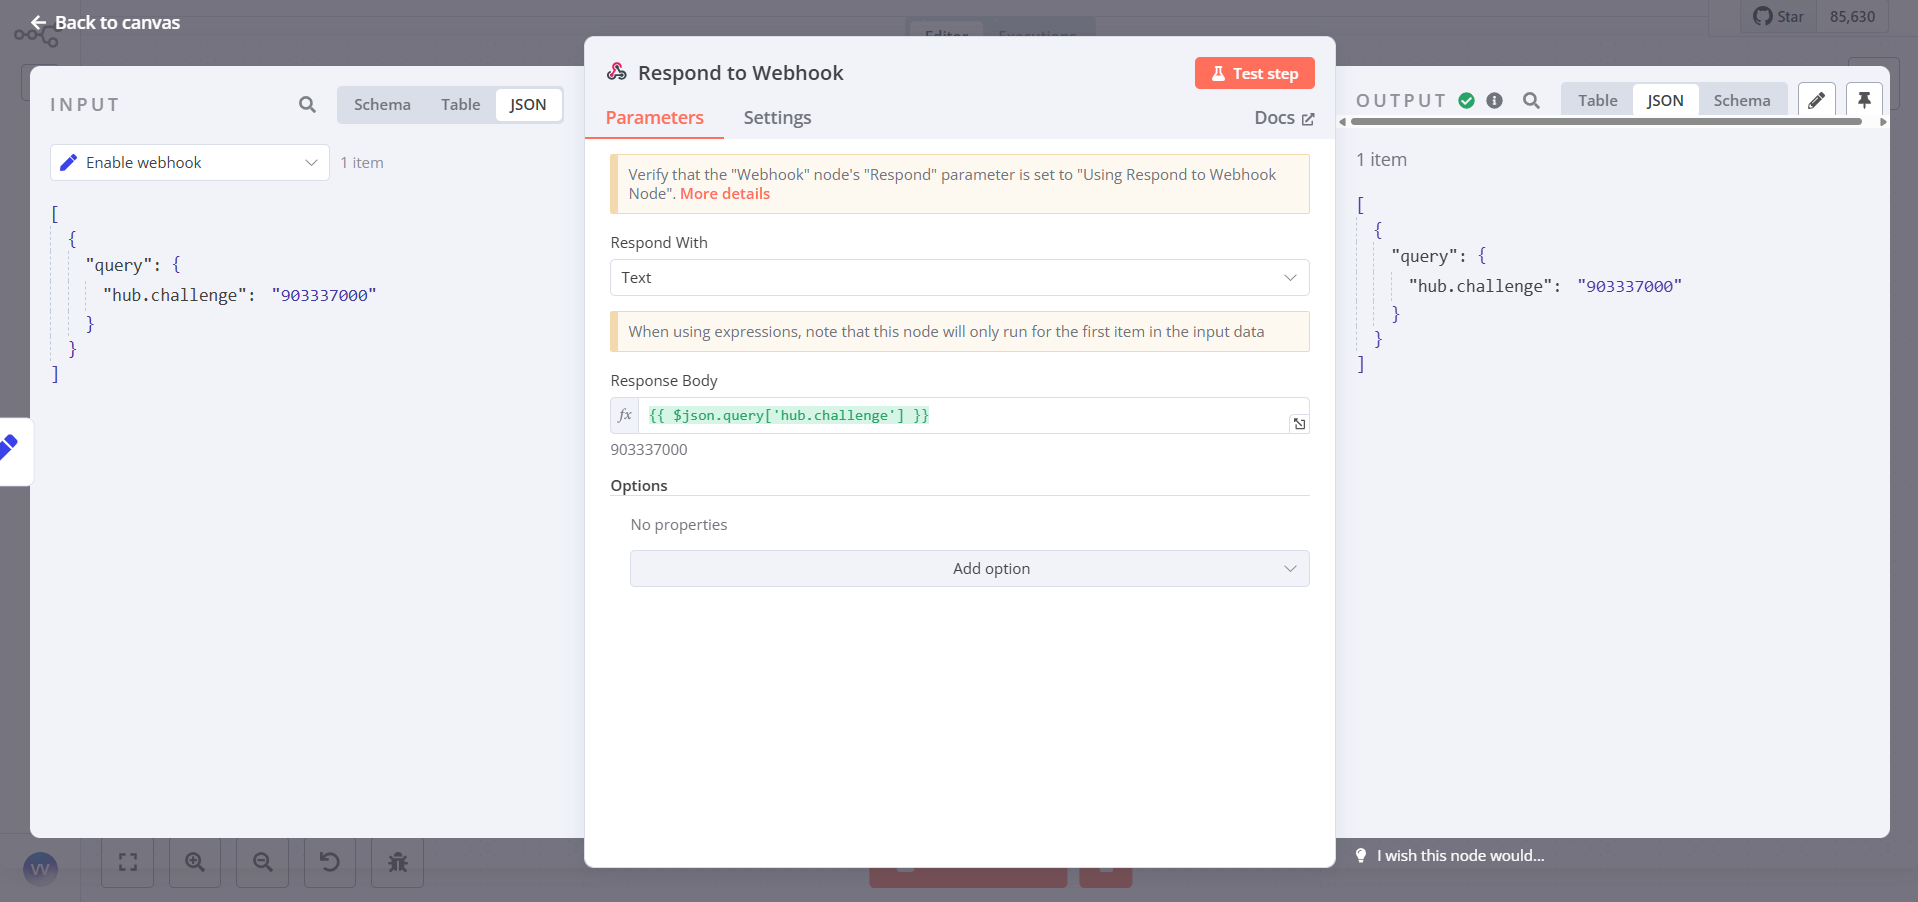 Back to canvas
Editor
Executions
Star 85,630
INPUT
Schema Table JSON
Enable webhook
1 item
[
{
"query": {
"hub.challenge": "903337000"
}
}
]
Respond to Webhook
Test step
Parameters Settings
Docs
Verify that the "Webhook" node's "Respond" parameter is set to "Using Respond to Webhook
Node". More details
Respond With
Text
When using expressions, note that this node will only run for the first item in the input data
Response Body
fx {{ $json.query['hub.challenge'] }}
903337000
Options
No properties
Add option
OUTPUT
Table JSON Schema
1 item
[
{
"query": {
"hub.challenge": "903337000"
}
}
]
I wish this node would...